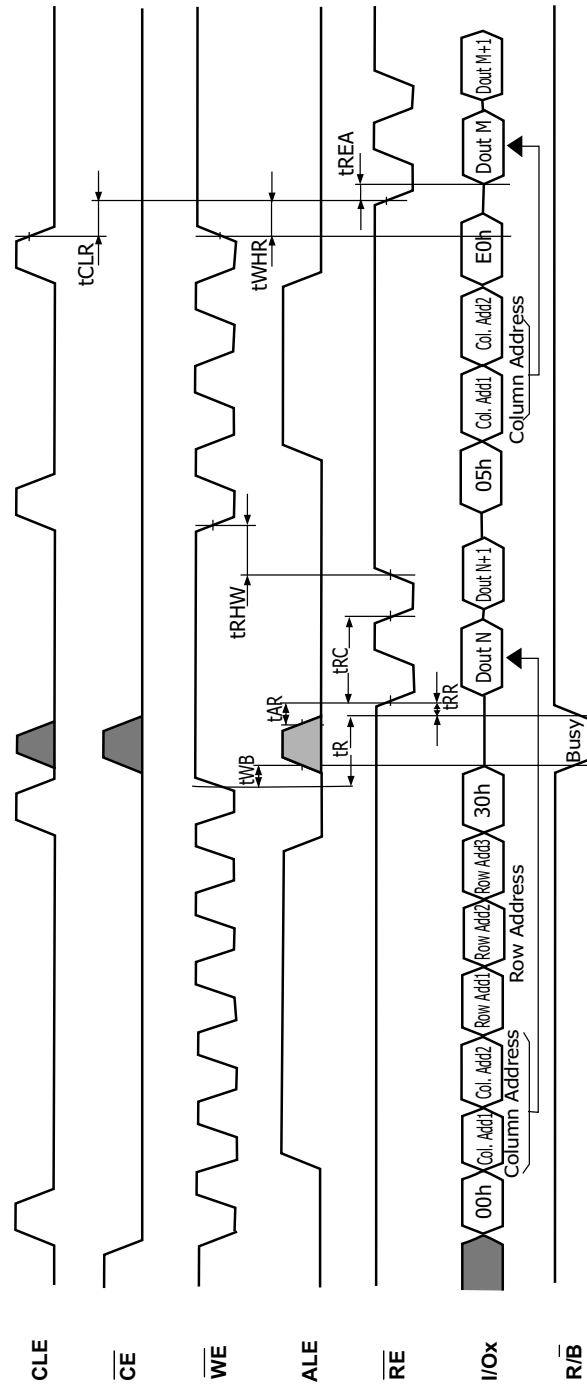 CLE
tCLR
CE
WE
tWB
tRHW
tWHR
ALE
tR
tAR
RE
tRC
tRR
tREA
I/Ox
00h
Col. Add1
Col. Add2
Row Add1
Row Add2
Row Add3
30h
Dout N
Dout N+1
05h
Col. Add1
Col. Add2
E0h
Dout M
Dout M+1
Column Address
Row Address
Column Address
R/B
Busy